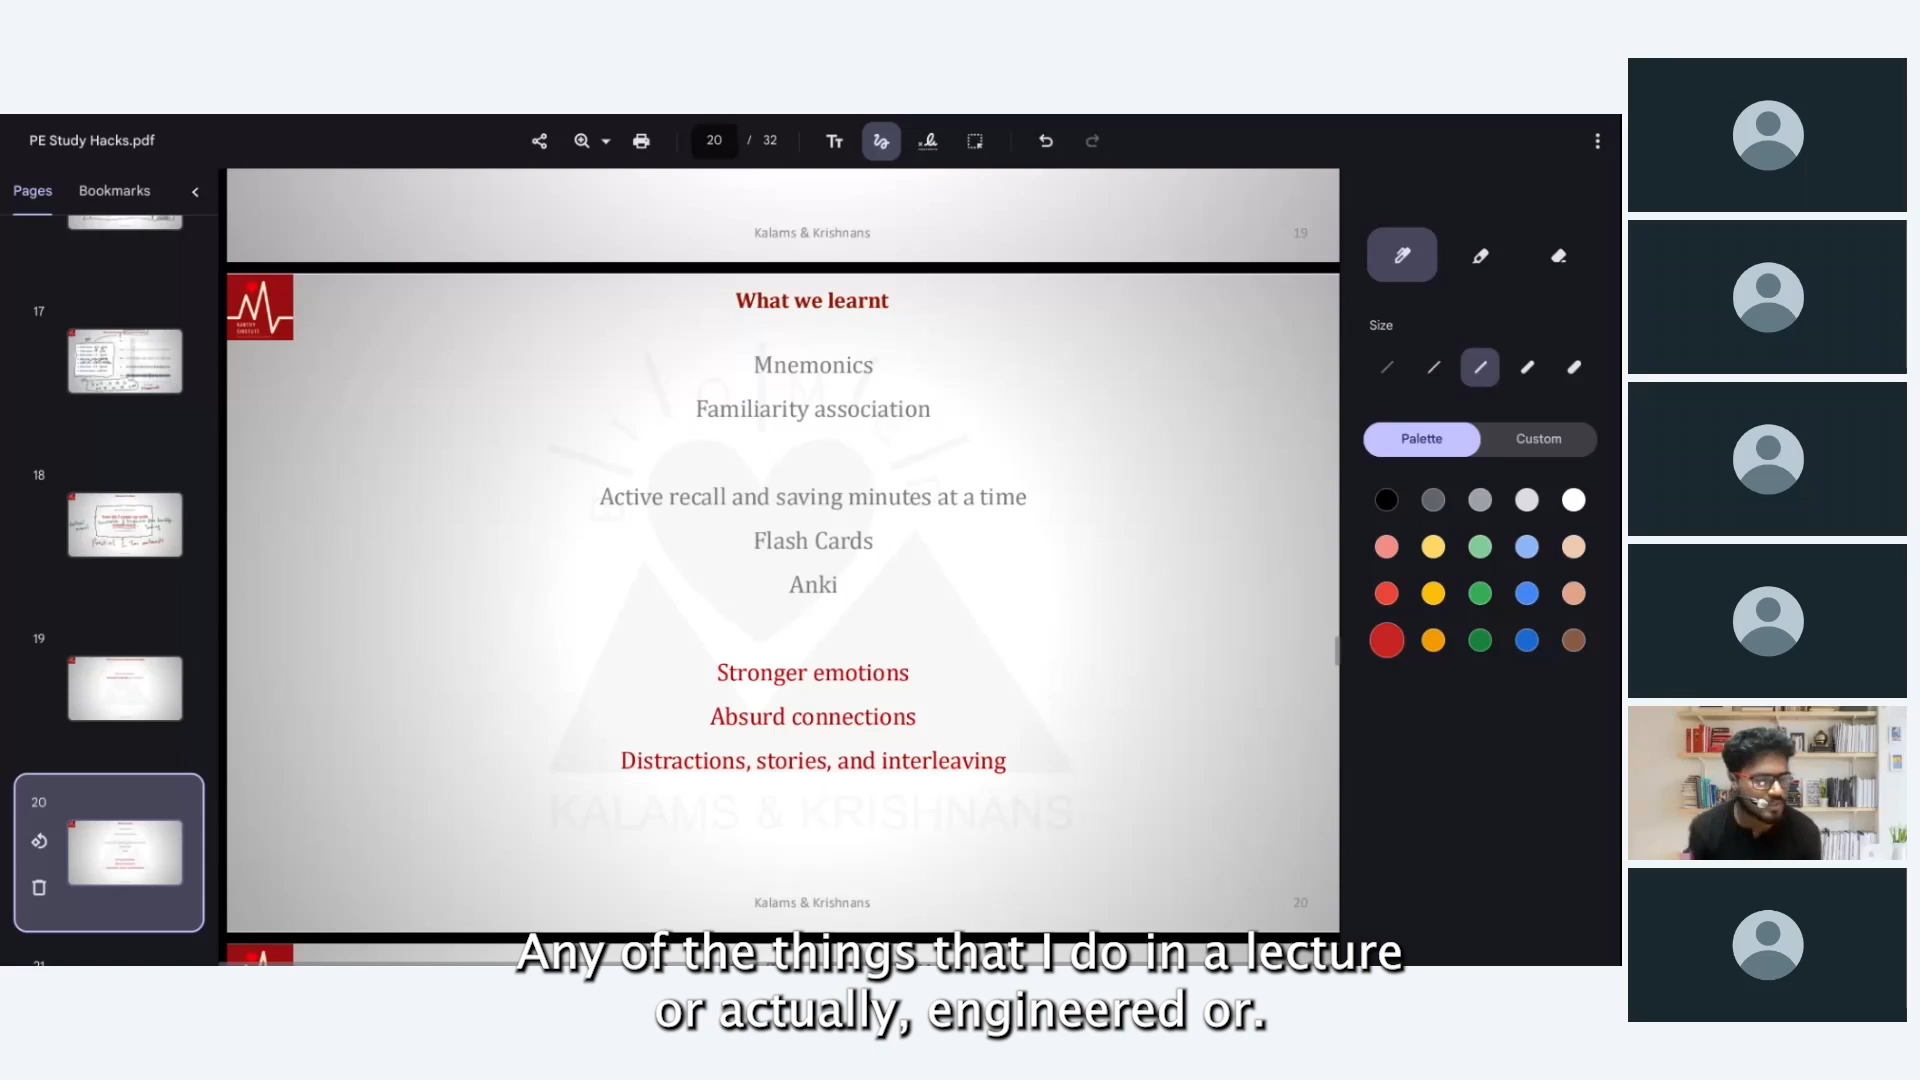 PE Study Hacks.pdf
20 / 32
Pages
Bookmarks
17
18
19
20
Kalams & Krishnans
19
What we learnt
Mnemonics
Familiarity association
Active recall and saving minutes at a time
Flash Cards
Anki
Stronger emotions
Absurd connections
Distractions, stories, and interleaving
KALAMS & KRISHNANS
Kalams & Krishnans
20
Size
Palette
Custom
Any of the things that I do in a lecture
or actually, engineered or.